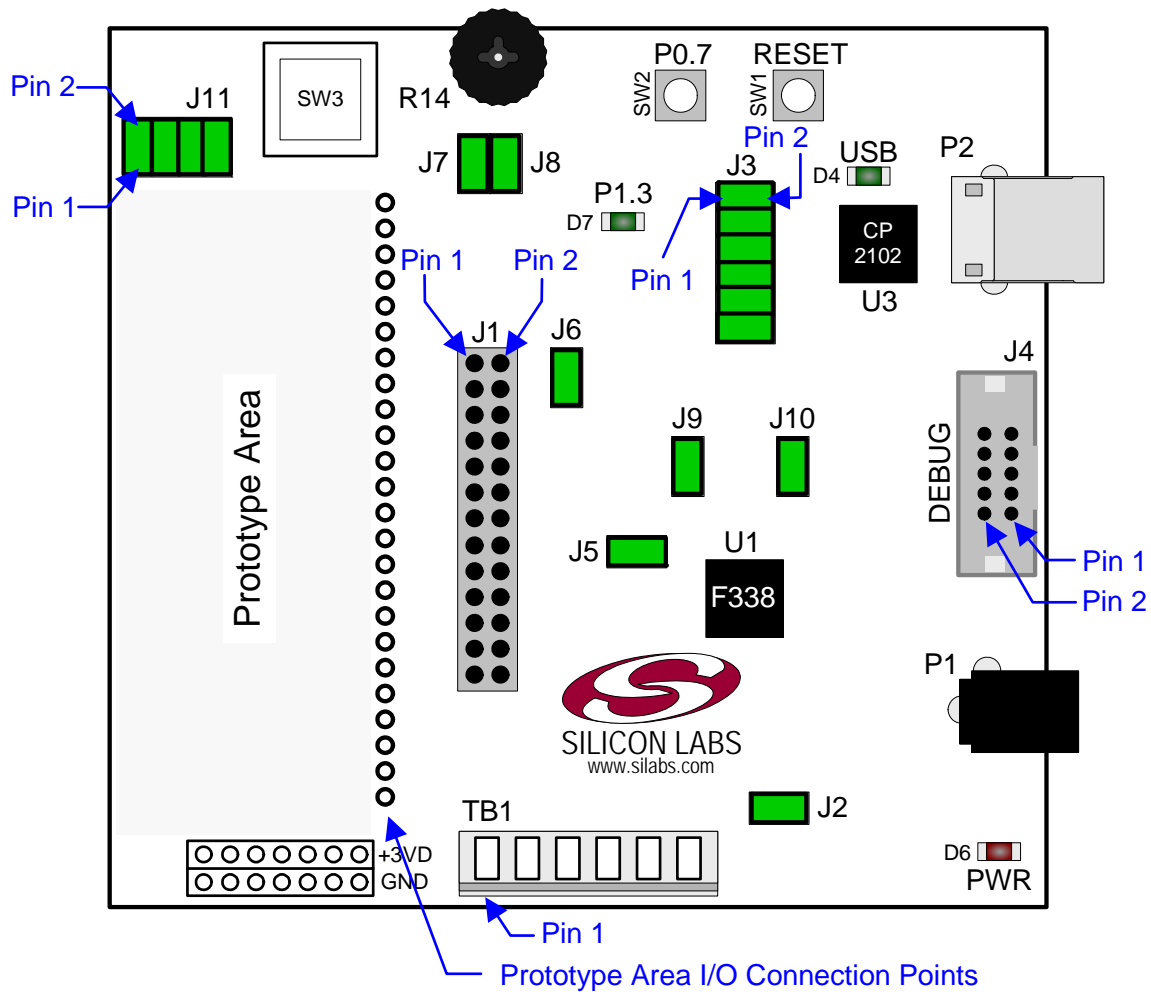 P0.7
RESET
Pin 2
J11
SW3
R14
SW2
SW1
Pin 2
J7
J8
J3
USB
P2
D4
Pin 1
P1.3
D7
CP
2102
Pin 1
Pin 2
Pin 1
U3
J1
J6
J4
Prototype Area
J9
J10
DEBUG
J5
U1
Pin 1
F338
Pin 2
P1
SILICON LABS
www.silabs.com
TB1
J2
+3VD
GND
D6
PWR
Pin 1
Prototype Area I/O Connection Points